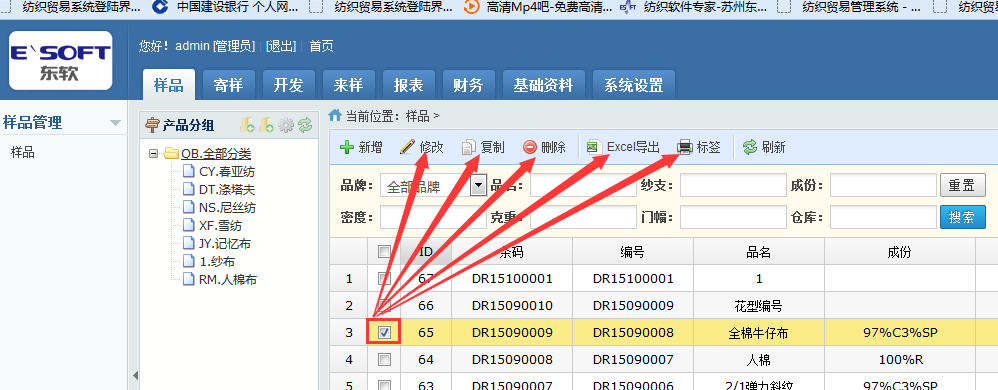 纺织贸易系统登陆界...
中国建设银行 个人网...
纺织贸易系统登陆界...
高清Mp4吧-免费高清...
纺织软件专家-苏州东...
纺织贸易管理系统 - ...
纺织贸易
E`SOFT
东软
您好! admin [管理员] [退出] 首页
样品 寄样 开发 来样 报表 财务 基础资料 系统设置
样品管理
样品
产品分组
QB.全部分类
CY.春亚纺
DT.涤塔夫
NS.尼丝纺
XF.雪纺
JY.记忆布
1.纱布
RM.人棉布
当前位置: 样品 >
新增 修改 复制 删除 Excel导出 标签 刷新
品牌: 全部品牌 品名: 纱支: 成份: 重置
密度: 克重: 门幅: 仓库: 搜索
ID 条码 编号 品名 成份
1 67 DR15100001 DR15100001 1
2 66 DR15090010 DR15090009 花型编号
3 65 DR15090009 DR15090008 全棉牛仔布 97%C3%SP
4 64 DR15090008 DR15090007 人棉 100%R
5 63 DR15090007 DR15090006 2/1弹力斜纹 97%C3%SP